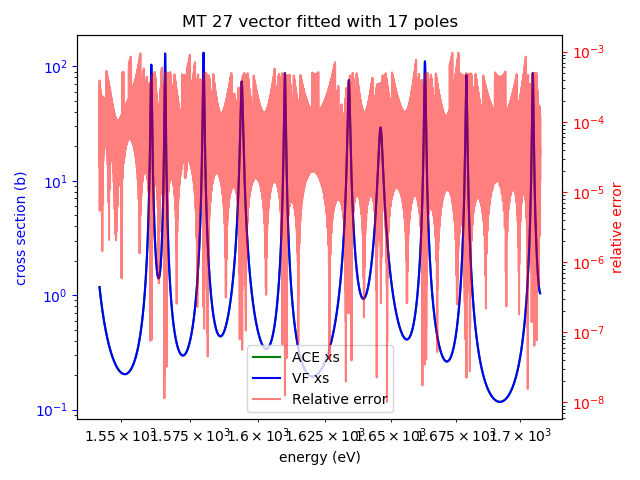 MT 27 vector fitted with 17 poles
cross section (b)
10²
10¹
10⁰
10⁻¹
10⁻³
10⁻⁴
10⁻⁵
10⁻⁶
10⁻⁷
10⁻⁸
relative error
ACE xs
VF xs
Relative error
1.55 × 10³ 1.575 × 10³ 1.6 × 10³ 1.625 × 10³ 1.65 × 10³ 1.675 × 10³ 1.7 × 10³
energy (eV)